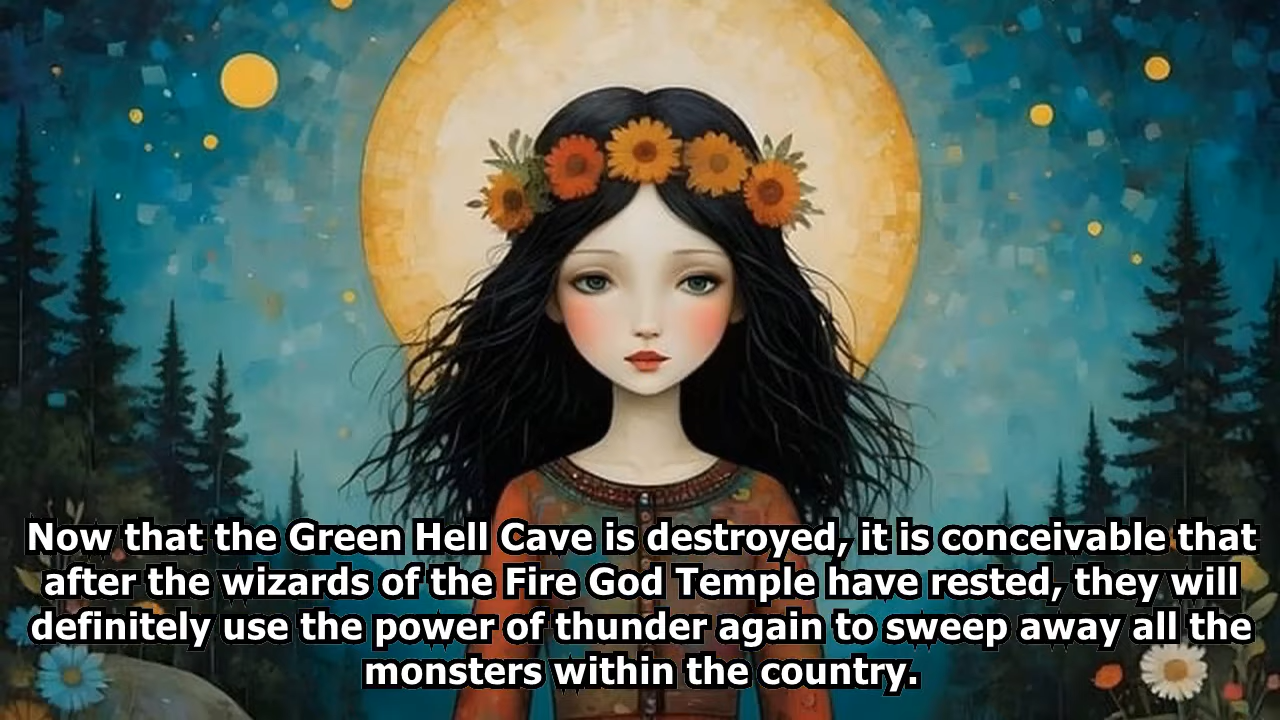 Now that the Green Hell Cave is destroyed, it is conceivable that
after the wizards of the Fire God Temple have rested, they will
definitely use the power of thunder again to sweep away all the
monsters within the country.